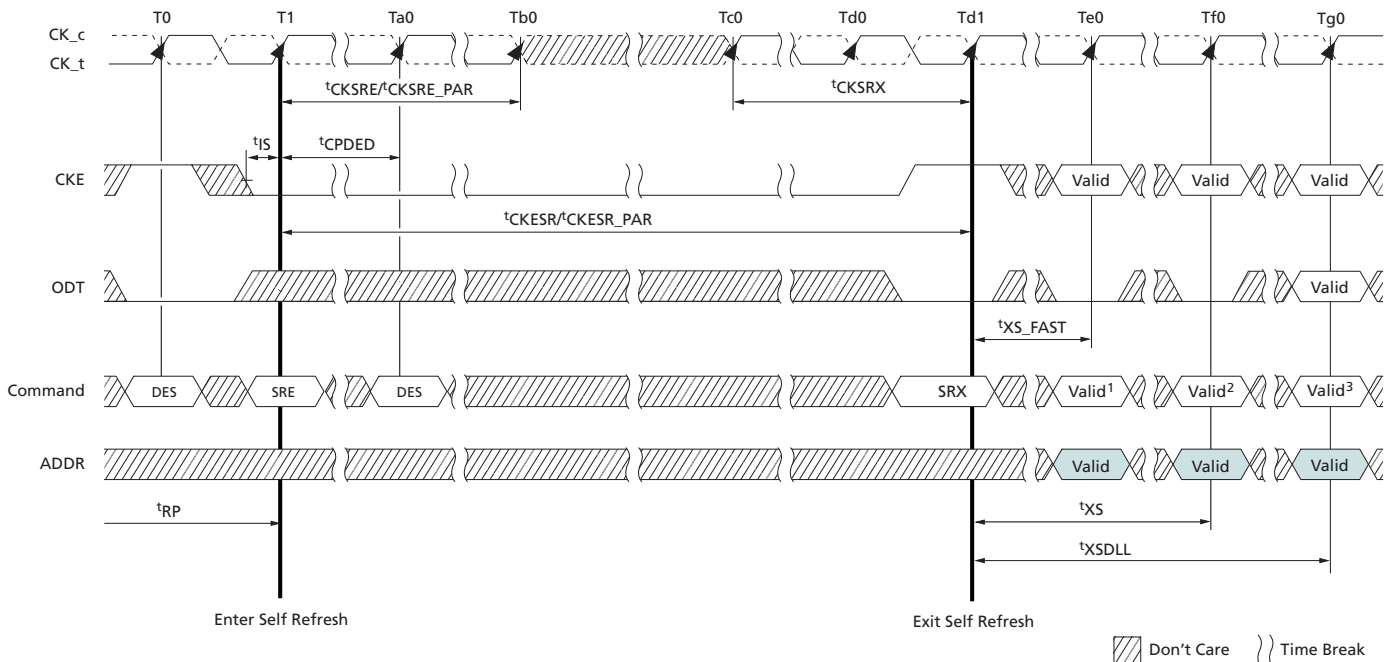 T0 T1 Ta0 Tb0 Tc0 Td0 Td1 Te0 Tf0 Tg0
CK_c
CK_t
tCKSRE/tCKSRE_PAR tCKSRX
tIS tCPDED
CKE Valid Valid Valid
tCKESR/tCKESR_PAR
ODT Valid
tXS_FAST
Command DES SRE DES SRX Valid1 Valid2 Valid3
ADDR Valid Valid Valid
tRP tXS
tXSDLL
Enter Self Refresh Exit Self Refresh
Don't Care Time Break